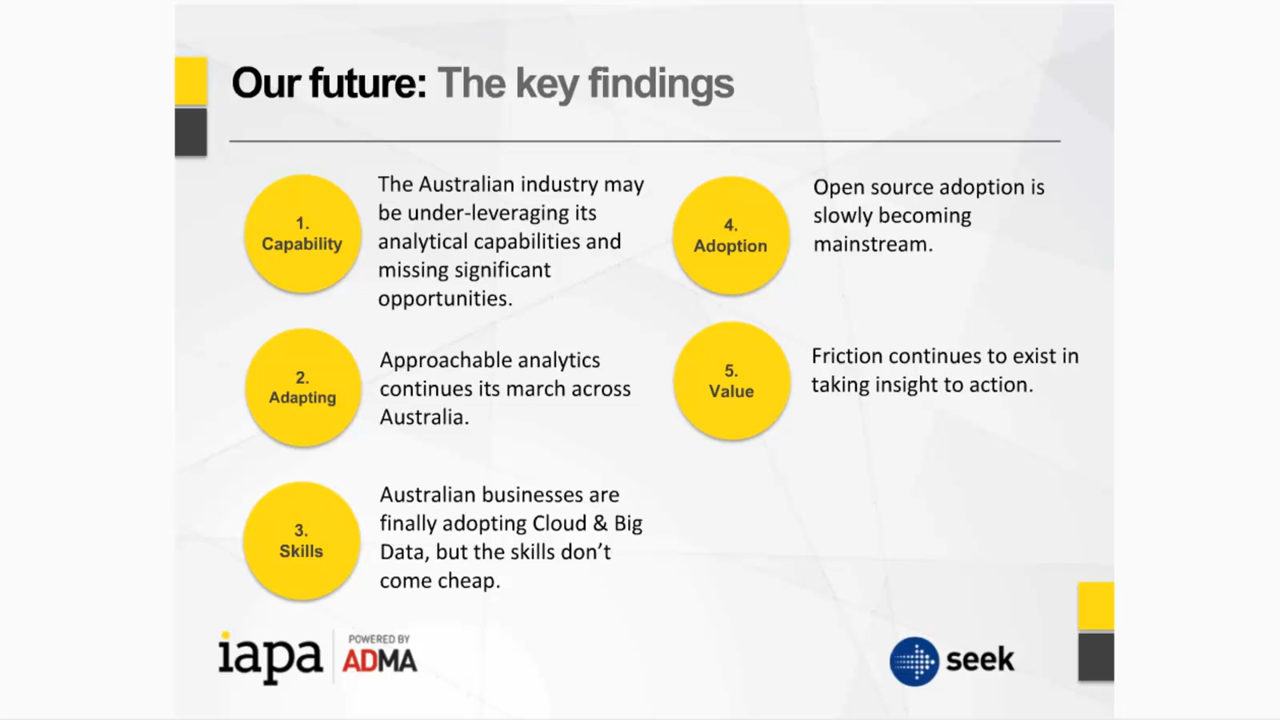 Our future: The key findings
1.
Capability
The Australian industry may
be under-leveraging its
analytical capabilities and
missing significant
opportunities.
2.
Adapting
Approachable analytics
continues its march across
Australia.
3.
Skills
Australian businesses are
finally adopting Cloud & Big
Data, but the skills don’t
come cheap.
4.
Adoption
Open source adoption is
slowly becoming
mainstream.
5.
Value
Friction continues to exist in
taking insight to action.
iapa
POWERED BY
ADMA
seek